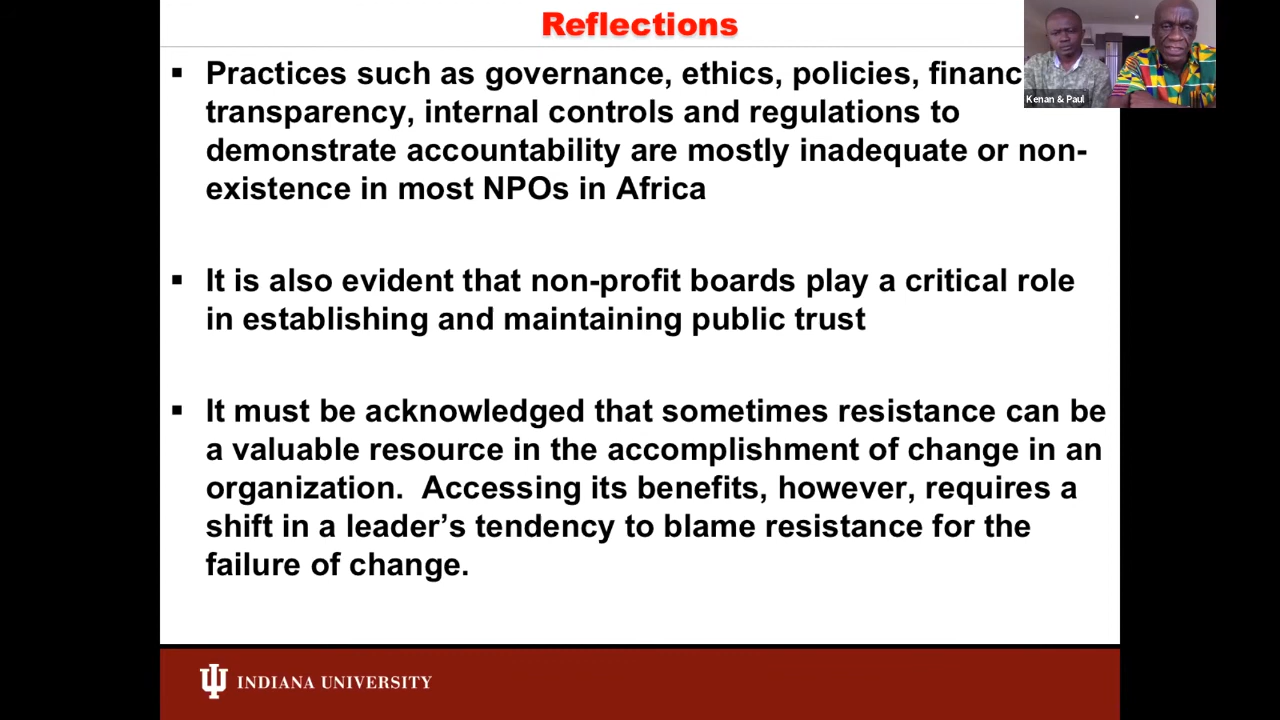 Reflections
▪ Practices such as governance, ethics, policies, financ
transparency, internal controls and regulations to
demonstrate accountability are mostly inadequate or non-
existence in most NPOs in Africa
▪ It is also evident that non-profit boards play a critical role
in establishing and maintaining public trust
▪ It must be acknowledged that sometimes resistance can be
a valuable resource in the accomplishment of change in an
organization.  Accessing its benefits, however, requires a
shift in a leader’s tendency to blame resistance for the
failure of change.
Kenan & Paul
INDIANA UNIVERSITY